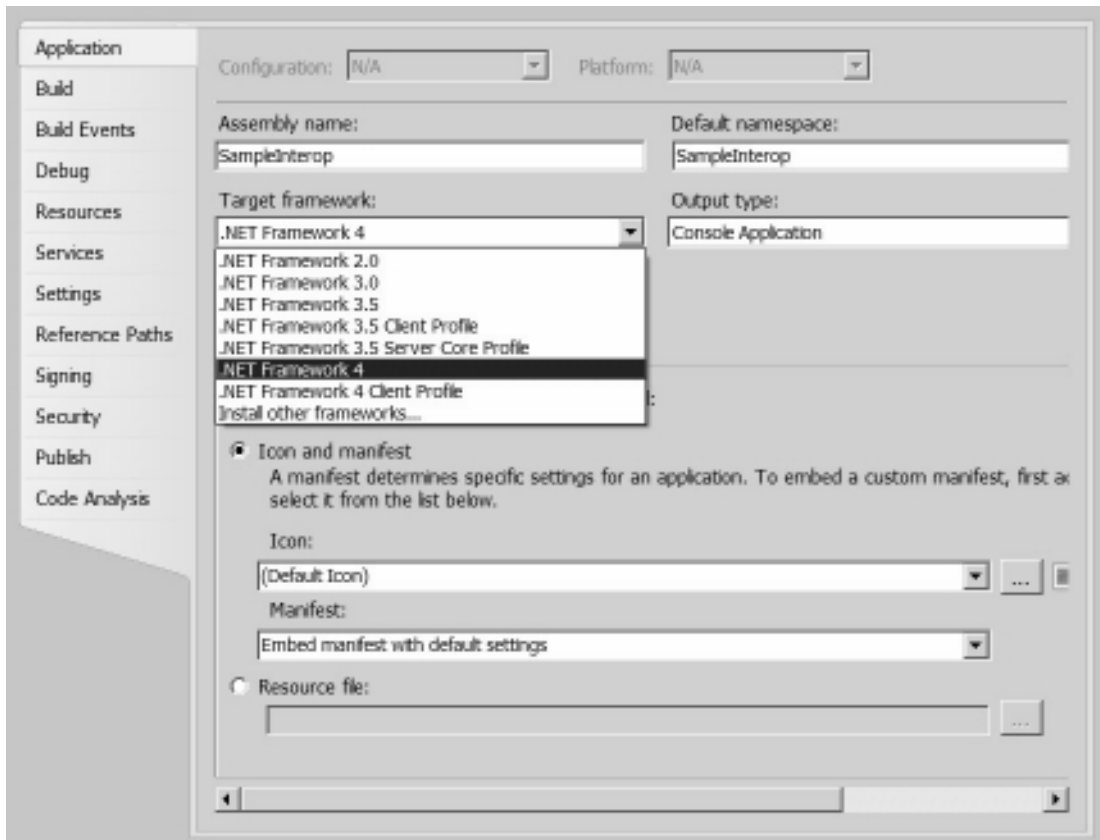 Application
Build
Build Events
Debug
Resources
Services
Settings
Reference Paths
Signing
Security
Publish
Code Analysis
Configuration: N/A Platform: N/A
Assembly name: Default namespace:
SampleInterop SampleInterop
Target framework: Output type:
.NET Framework 4 Console Application
.NET Framework 2.0
.NET Framework 3.0
.NET Framework 3.5
.NET Framework 3.5 Client Profile
.NET Framework 3.5 Server Core Profile
.NET Framework 4
.NET Framework 4 Client Profile
Install other frameworks...
Icon and manifest
A manifest determines specific settings for an application. To embed a custom manifest, first
select it from the list below.
Icon:
(Default Icon) ...
Manifest:
Embed manifest with default settings
Resource file:
...